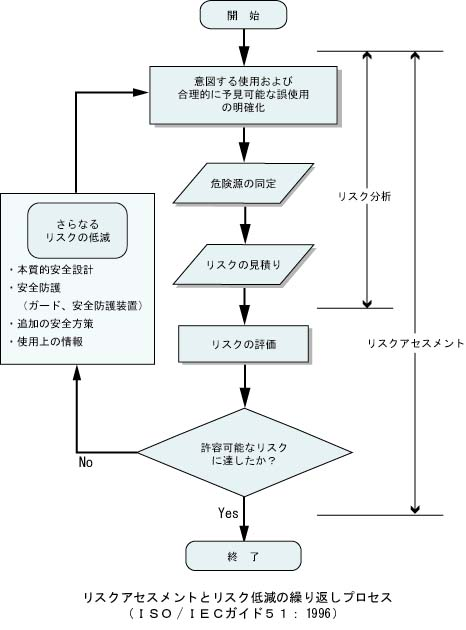 開　始
意図する使用および
合理的に予見可能な誤使用
の明確化
危険源の同定
リスク分析
さらなる
リスクの低減
・本質的安全設計
・安全防護
（ガード、安全防護装置）
・追加の安全方策
・使用上の情報
リスクの見積り
リスクの評価
リスクアセスメント
許容可能なリスク
に達したか？
No
Yes
終　了
リスクアセスメントとリスク低減の繰り返しプロセス
（ＩＳＯ/ＩＥＣガイド５１：1996）